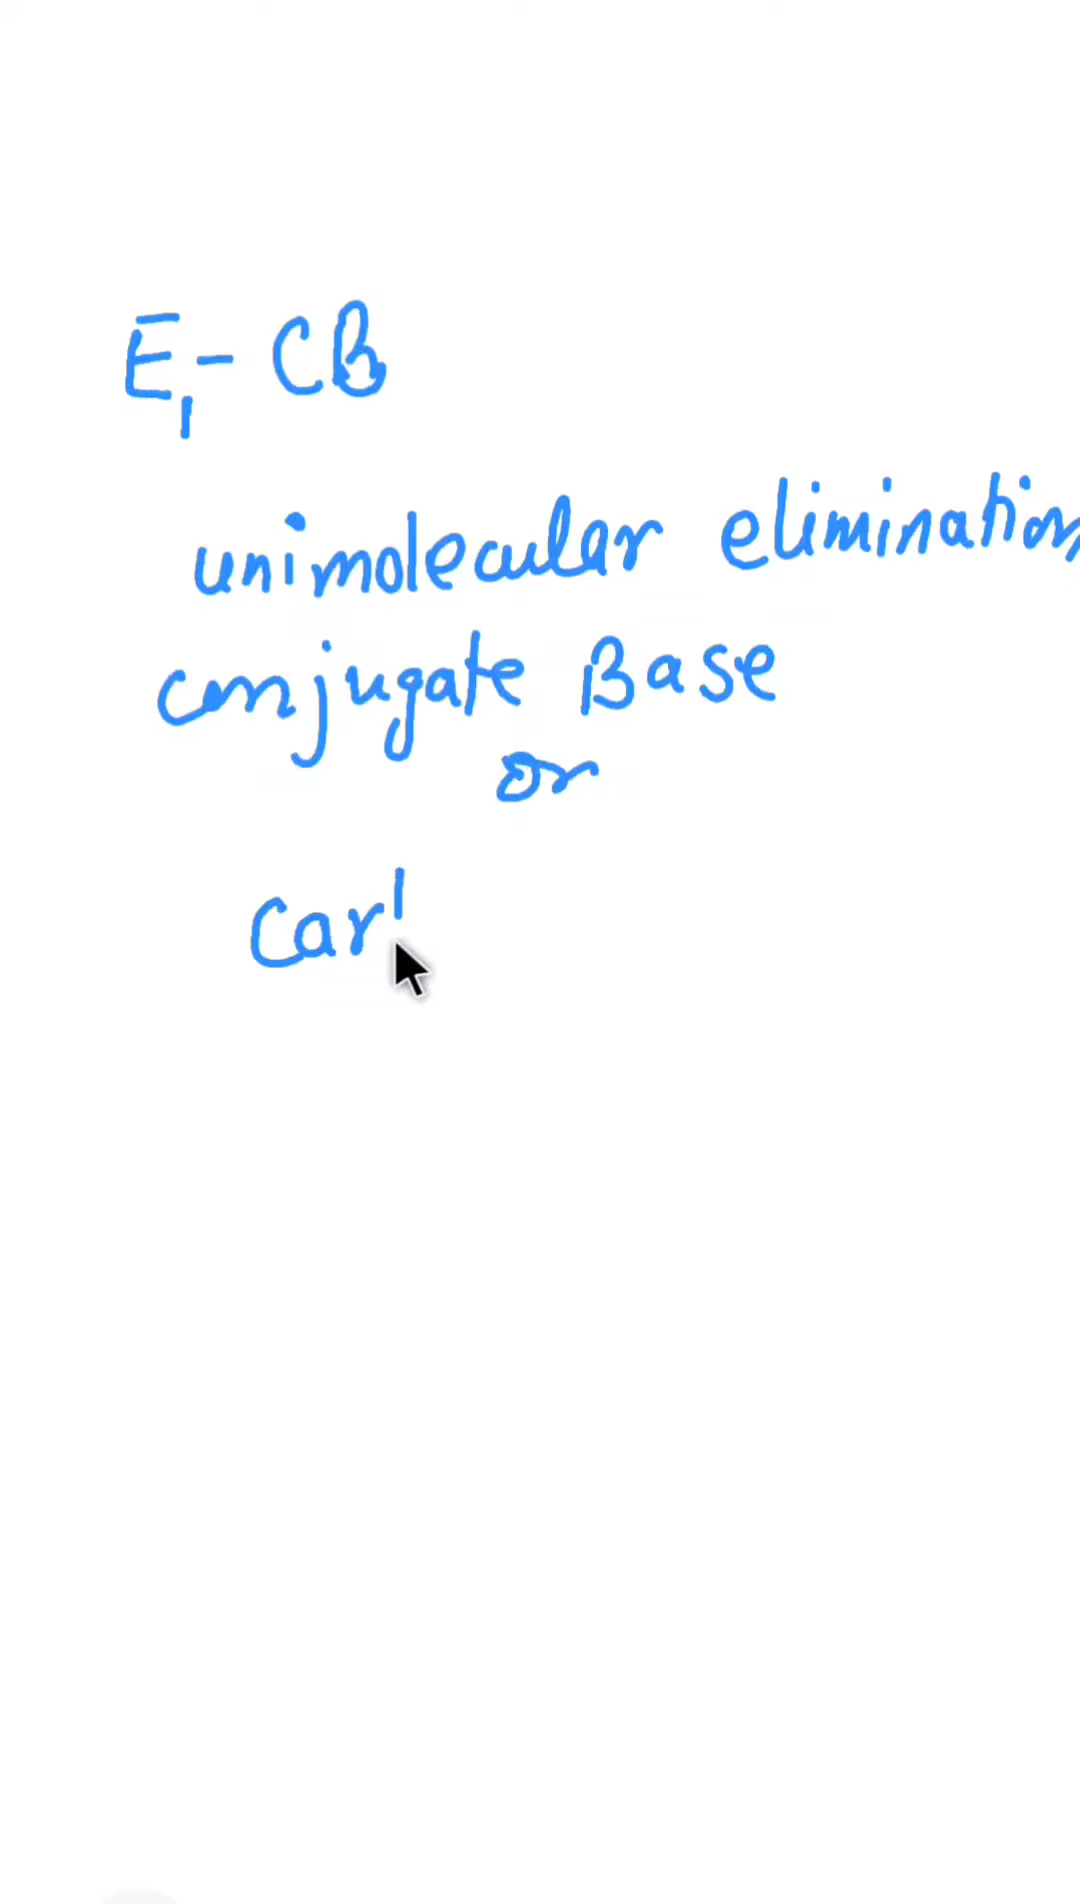 E₁- CB
unimolecular elimination
conjugate Base
or
Car